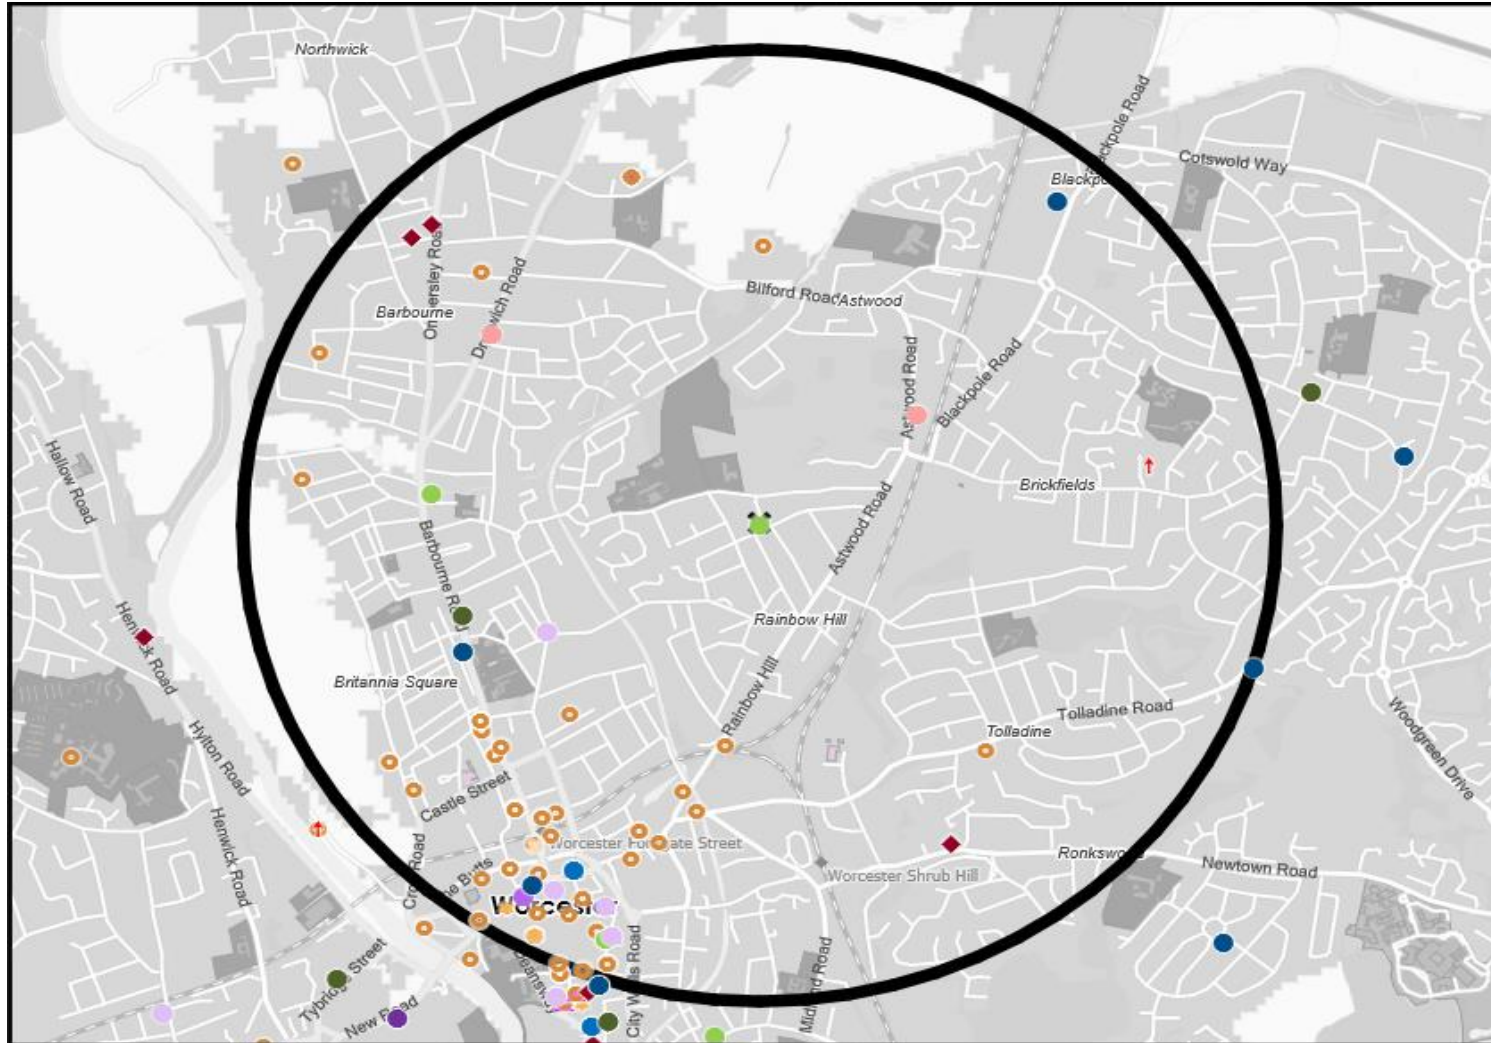 Northwick
Blackpole Road
Cotswold Way
Ombersley Road
Droitwich Road
Bilford Road
Astwood
Barbourne
Astwood Road
Blackpole Road
Hallow Road
Brickfields
Barbourne Road
Astwood Road
Henwick Road
Rainbow Hill
Britannia Square
Rainbow Hill
Tolladine Road
Tolladine
Woodgreen Drive
Hylton Road
Castle Street
Henwick Road
Croft Road
The Butts
Worcester Foregate Street
Ronkswood
Newtown Road
Worcester Shrub Hill
Worcester
Tybridge Street
New Road
Deansway
City Walls Road
Midland Road